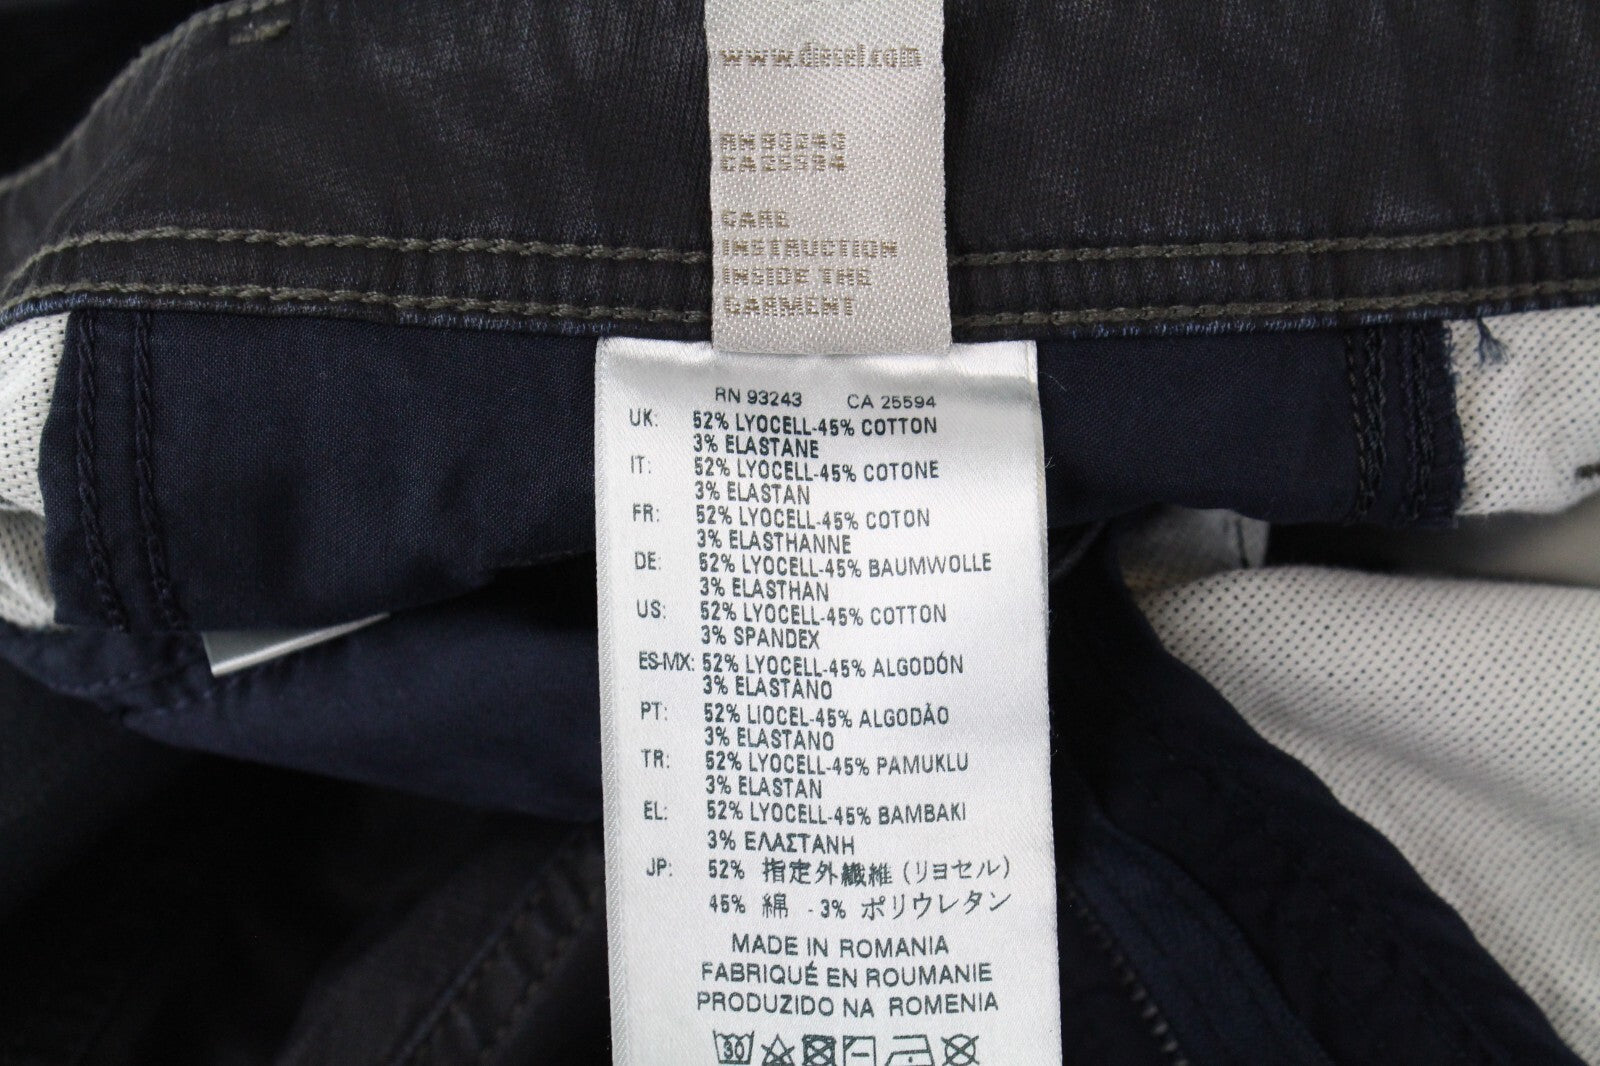 www.diesel.com
RN 93243
CA 25594
CARE
INSTRUCTION
INSIDE THE
GARMENT
RN 93243 CA 25594
UK: 52% LYOCELL-45% COTTON
3% ELASTANE
IT: 52% LYOCELL-45% COTONE
3% ELASTAN
FR: 52% LYOCELL-45% COTON
3% ELASTHANNE
DE: 52% LYOCELL-45% BAUMWOLLE
3% ELASTHAN
US: 52% LYOCELL-45% COTTON
3% SPANDEX
ES-MX: 52% LYOCELL-45% ALGODÓN
3% ELASTANO
PT: 52% LIOCEL-45% ALGODÃO
3% ELASTANO
TR: 52% LYOCELL-45% PAMUKLU
3% ELASTAN
EL: 52% LYOCELL-45% BAMBAKI
3% ΕΛΑΣΤΑΝΗ
JP: 52% 指定外繊維 (リヨセル)
45% 綿 - 3% ポリウレタン
MADE IN ROMANIA
FABRIQUÉ EN ROUMANIE
PRODUZIDO NA ROMENIA
30